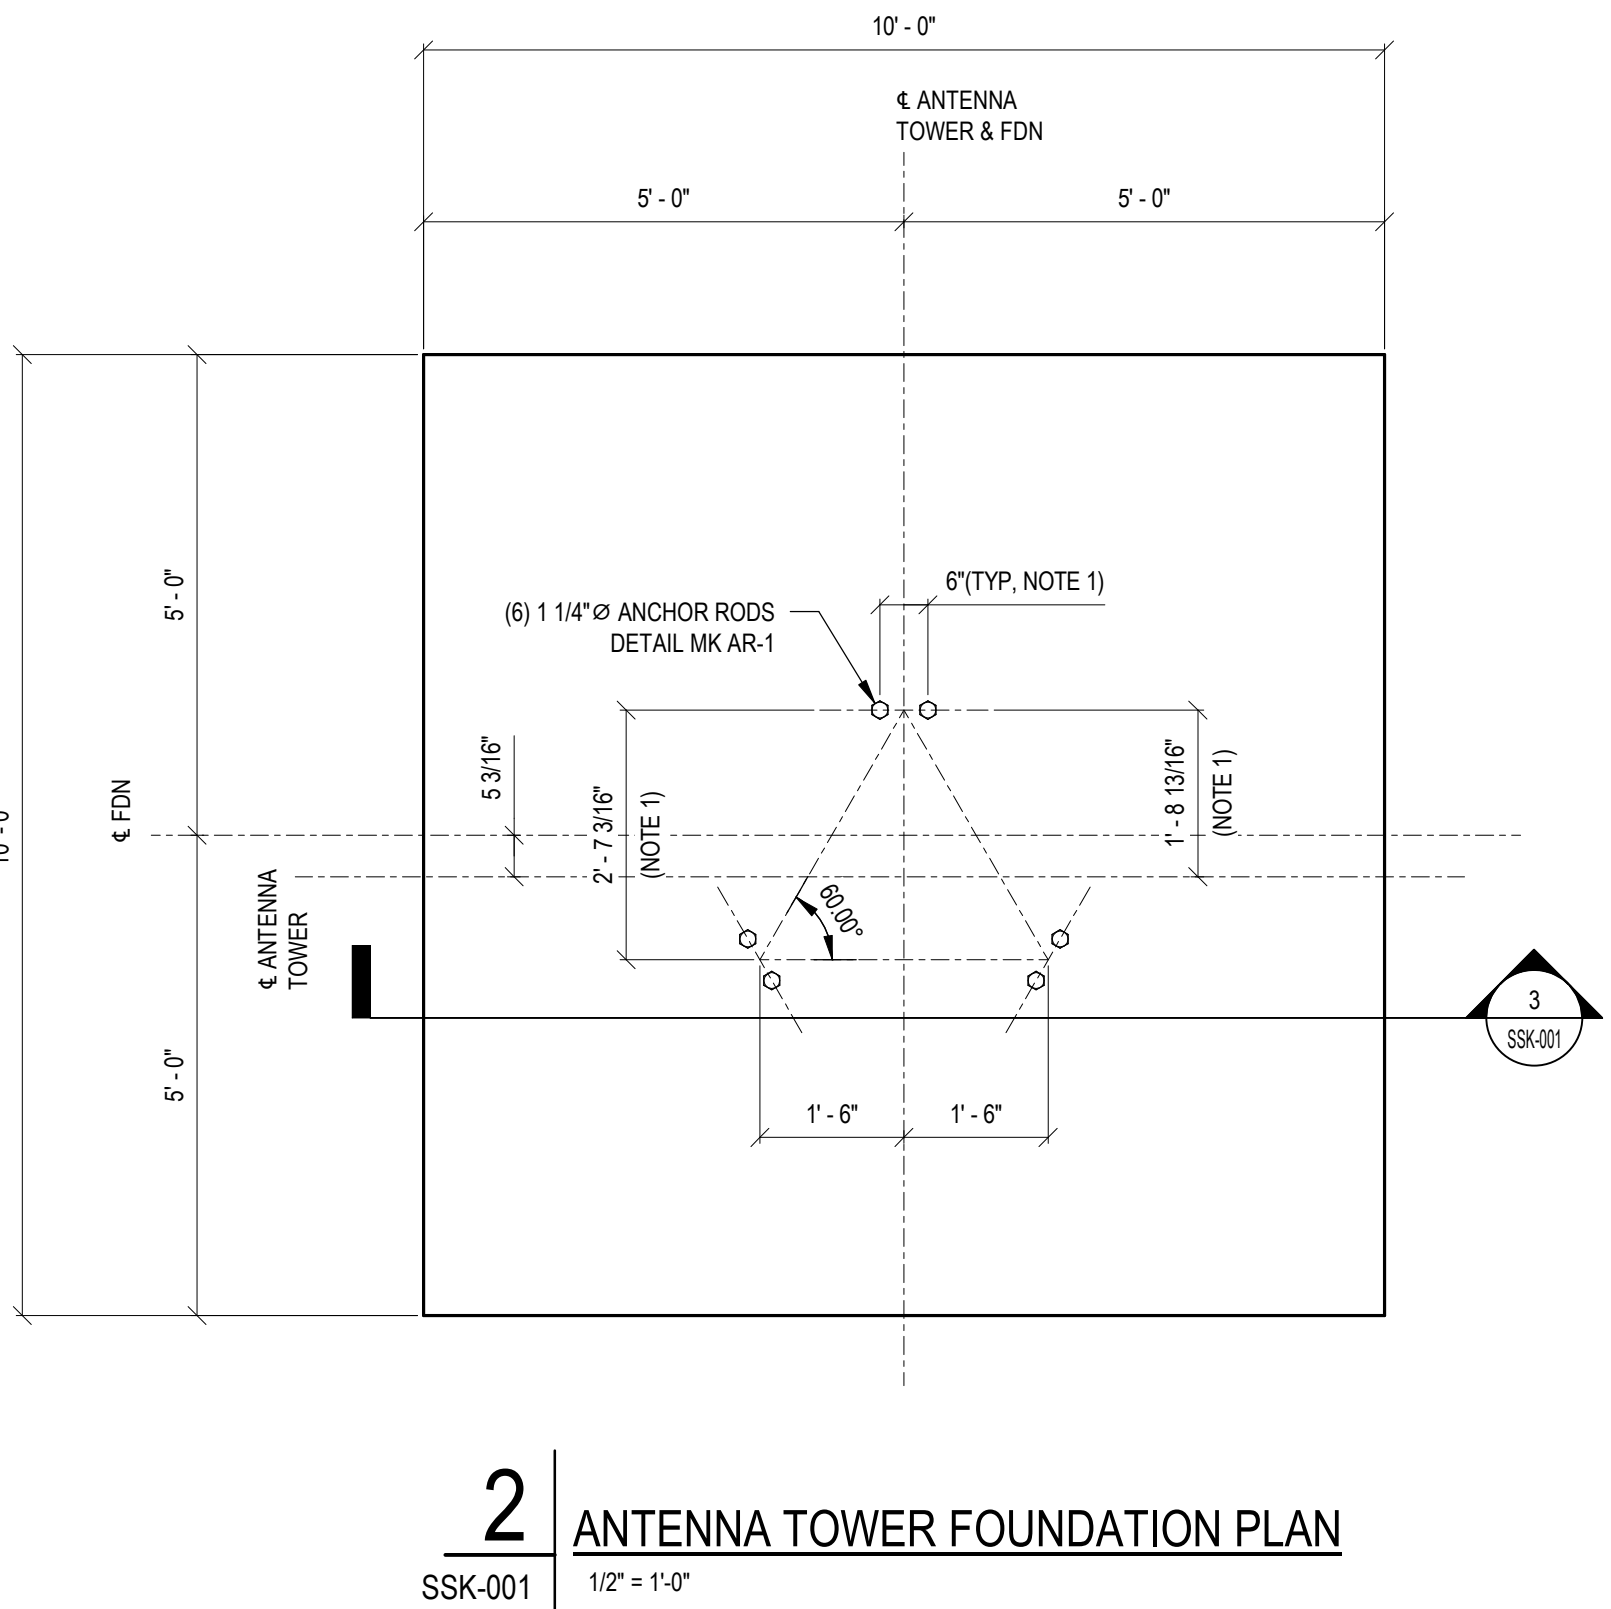 10' - 0"
℄ ANTENNA
TOWER & FDN
5' - 0"
5' - 0"
5' - 0"
6"(TYP, NOTE 1)
(6) 1 1/4"Ø ANCHOR RODS
DETAIL MK AR-1
5 3/16"
2' - 7 3/16"
(NOTE 1)
1' - 8 13/16"
(NOTE 1)
℄ FDN
10' - 0"
℄ ANTENNA
TOWER
60.00°
3
SSK-001
5' - 0"
1' - 6"
1' - 6"
2
ANTENNA TOWER FOUNDATION PLAN
SSK-001
1/2" = 1'-0"